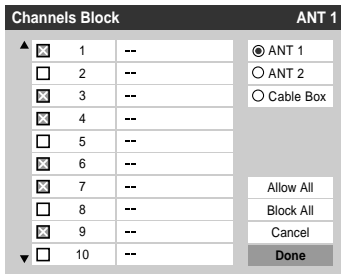 Channels Block ANT 1
1 -- ANT 1
2 -- ANT 2
3 -- Cable Box
4 --
5 --
6 --
7 -- Allow All
8 -- Block All
9 -- Cancel
10 -- Done